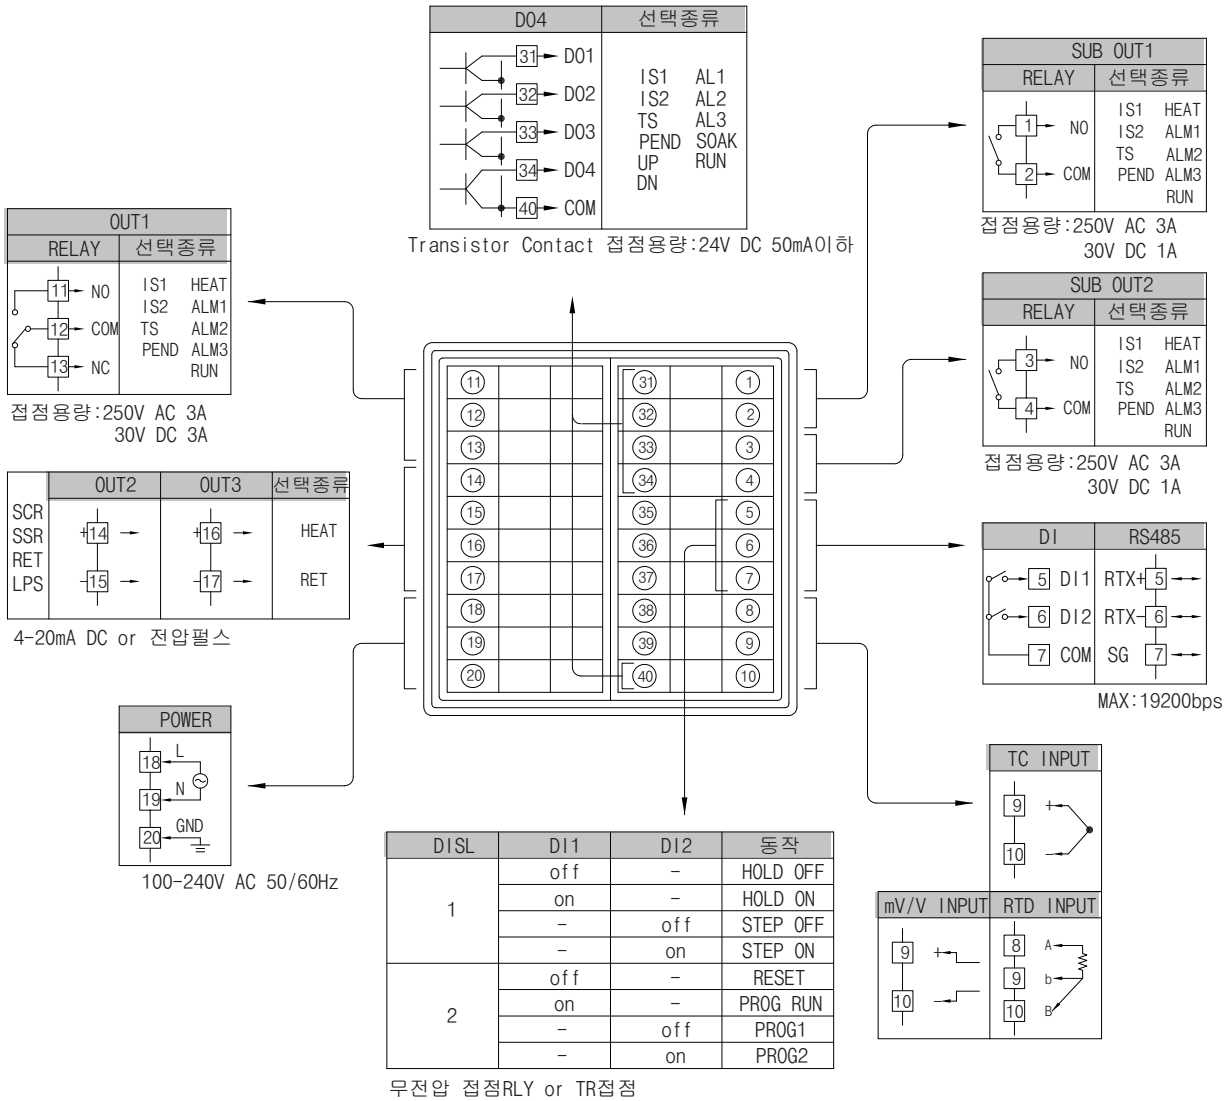 DO4 선택종류
31 DO1
32 DO2
33 DO3
34 DO4
40 COM
IS1 AL1
IS2 AL2
TS AL3
PEND SOAK
UP RUN
DN
Transistor Contact 접점용량:24V DC 50mA이하
SUB OUT1
RELAY 선택종류
1 NO
2 COM
IS1 HEAT
IS2 ALM1
TS ALM2
PEND ALM3
RUN
접점용량:250V AC 3A
30V DC 1A
OUT1
RELAY 선택종류
11 NO
12 COM
13 NC
IS1 HEAT
IS2 ALM1
TS ALM2
PEND ALM3
RUN
접점용량:250V AC 3A
30V DC 3A
SUB OUT2
RELAY 선택종류
3 NO
4 COM
IS1 HEAT
IS2 ALM1
TS ALM2
PEND ALM3
RUN
접점용량:250V AC 3A
30V DC 1A
11 31 1
12 32 2
13 33 3
14 34 4
15 35 5
16 36 6
17 37 7
18 38 8
19 39 9
20 40 10
OUT2 OUT3 선택종류
SCR
SSR
RET
LPS
+14 +16 HEAT
-15 -17 RET
4-20mA DC or 전압펄스
DI RS485
5 DI1 RTX+ 5
6 DI2 RTX- 6
7 COM SG 7
MAX:19200bps
POWER
18 L
19 N
20 GND
100-240V AC 50/60Hz
TC INPUT
9 +
10 -
mV/V INPUT RTD INPUT
9 + 8 A
9 b
10 - 10 B
DISL DI1 DI2 동작
1 off - HOLD OFF
on - HOLD ON
- off STEP OFF
- on STEP ON
2 off - RESET
on - PROG RUN
- off PROG1
- on PROG2
무전압 접점RLY or TR접점